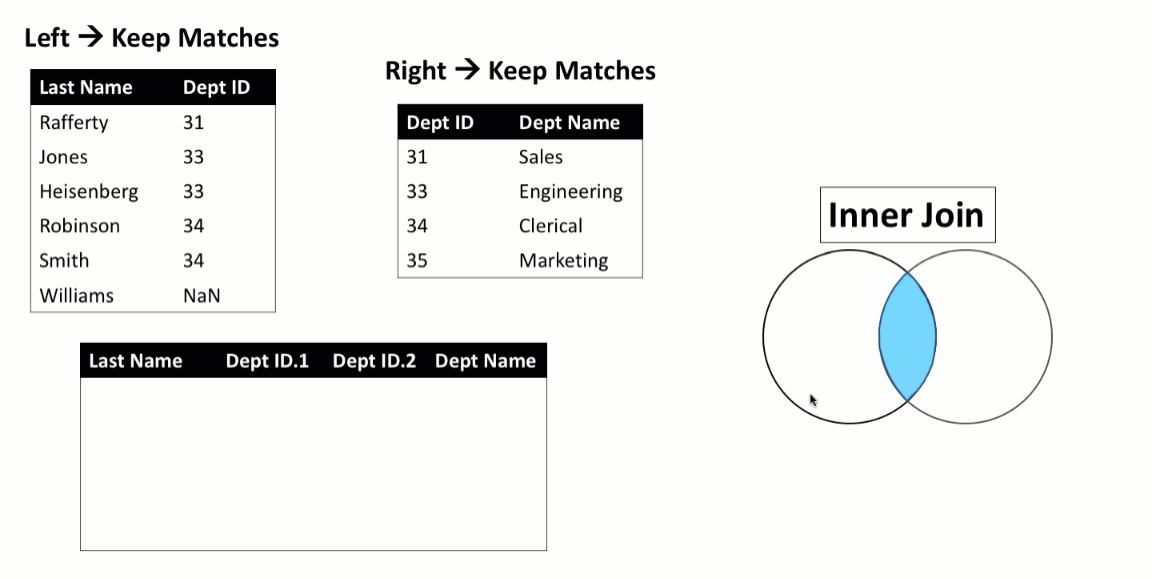 Left → Keep Matches
Last Name Dept ID
Rafferty 31
Jones 33
Heisenberg 33
Robinson 34
Smith 34
Williams NaN
Right → Keep Matches
Dept ID Dept Name
31 Sales
33 Engineering
34 Clerical
35 Marketing
Inner Join
Last Name Dept ID.1 Dept ID.2 Dept Name